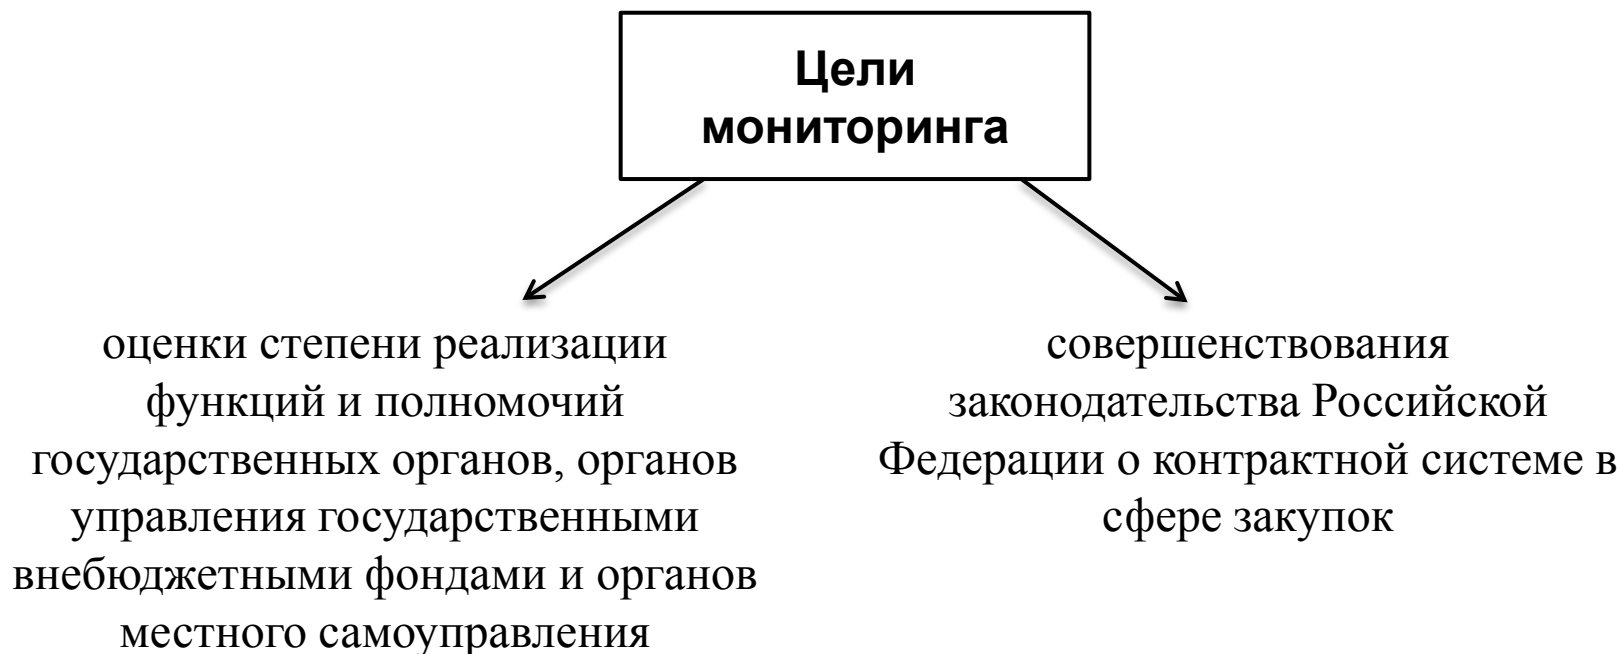 Цели
мониторинга
оценки степени реализации
функций и полномочий
государственных органов, органов
управления государственными
внебюджетными фондами и органов
местного самоуправления
совершенствования
законодательства Российской
Федерации о контрактной системе в
сфере закупок